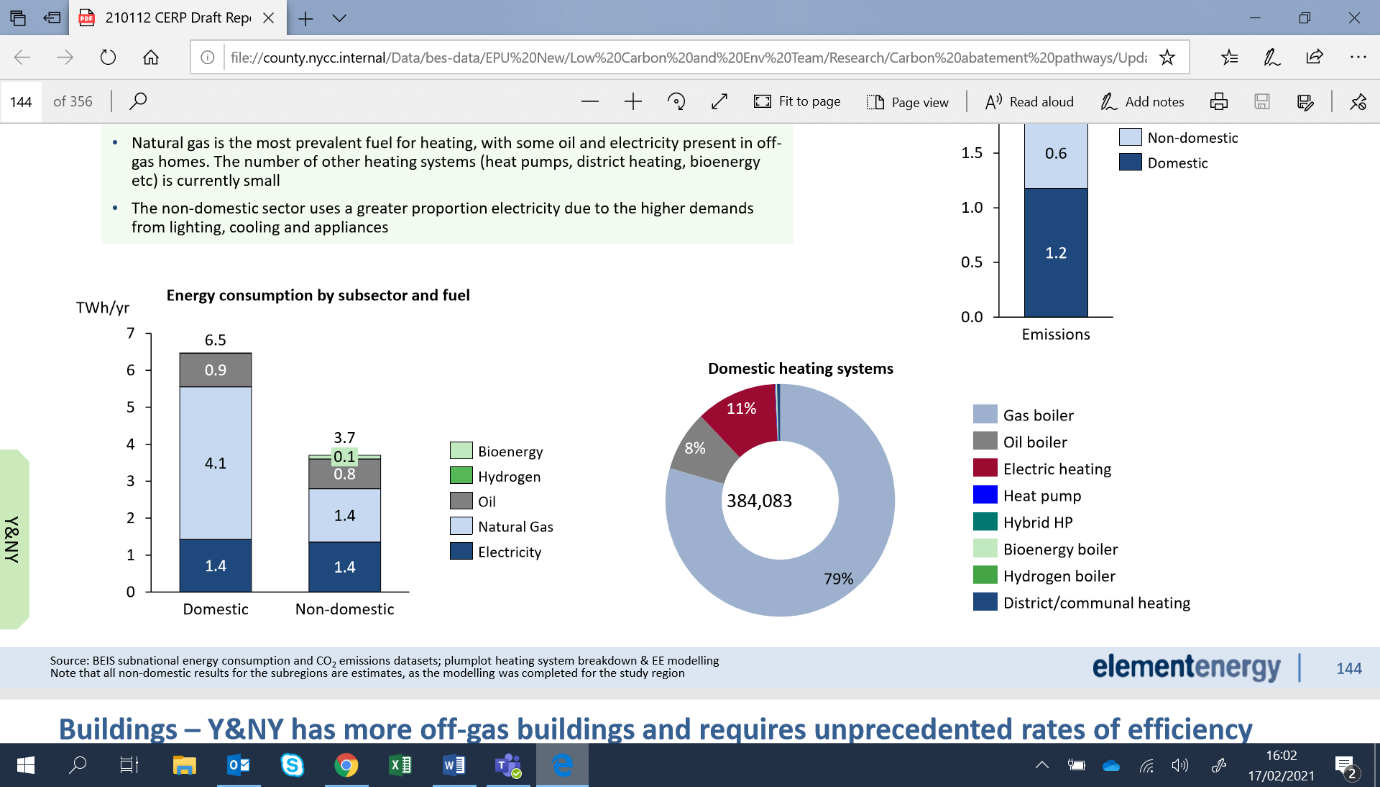 210112 CERP Draft Rep
file://county.nycc.internal/Data/bes-data/EPU%20New/Low%20Carbon%20and%20Env%20Team/Research/Carbon%20abatement%20pathways/Upda
144 of 356
Fit to page
Page view
Read aloud
Add notes
• Natural gas is the most prevalent fuel for heating, with some oil and electricity present in off-
gas homes. The number of other heating systems (heat pumps, district heating, bioenergy
etc) is currently small
• The non-domestic sector uses a greater proportion electricity due to the higher demands
from lighting, cooling and appliances
1.5
1.0
0.5
0.0
0.6
1.2
Emissions
Non-domestic
Domestic
Energy consumption by subsector and fuel
TWh/yr
7
6
5
4
3
2
1
0
6.5
0.9
4.1
1.4
3.7
0.1
0.8
1.4
1.4
Domestic
Non-domestic
Bioenergy
Hydrogen
Oil
Natural Gas
Electricity
Domestic heating systems
11%
8%
384,083
79%
Gas boiler
Oil boiler
Electric heating
Heat pump
Hybrid HP
Bioenergy boiler
Hydrogen boiler
District/communal heating
Y&NY
Source: BEIS subnational energy consumption and CO₂ emissions datasets; plumplot heating system breakdown & EE modelling
Note that all non-domestic results for the subregions are estimates, as the modelling was completed for the study region
elementenergy
144
Buildings – Y&NY has more off-gas buildings and requires unprecedented rates of efficiency
16:02
17/02/2021
2